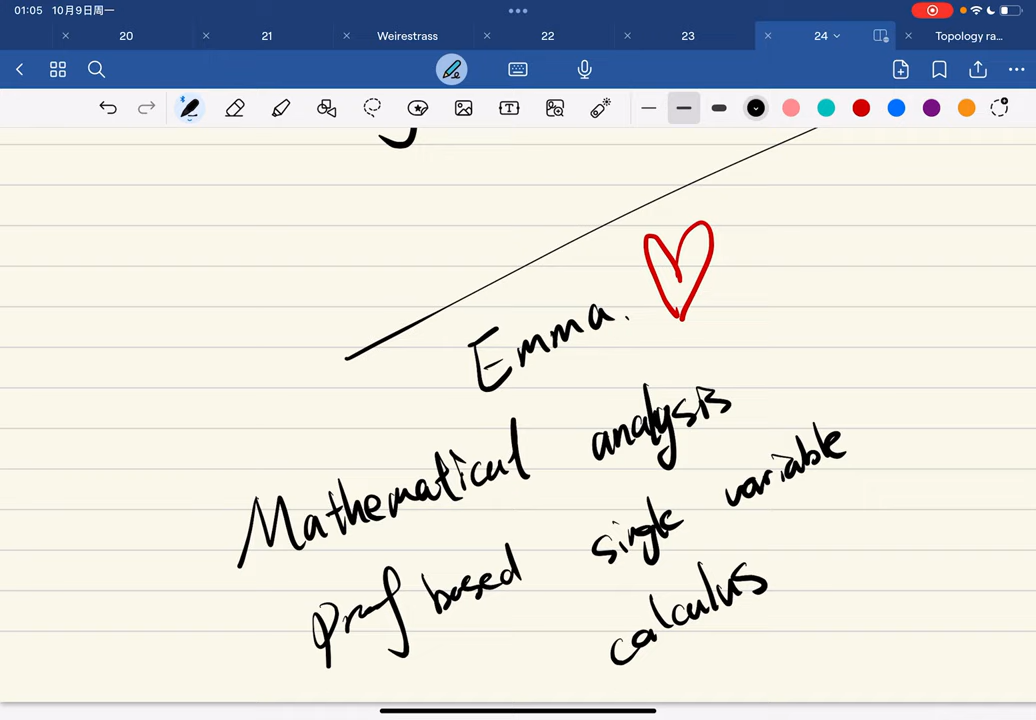 01:05 10月9日周一
20 21 Weirestrass 22 23 24 Topology ra...
Emma.
Mathematical analysis
proof based single variable
calculus